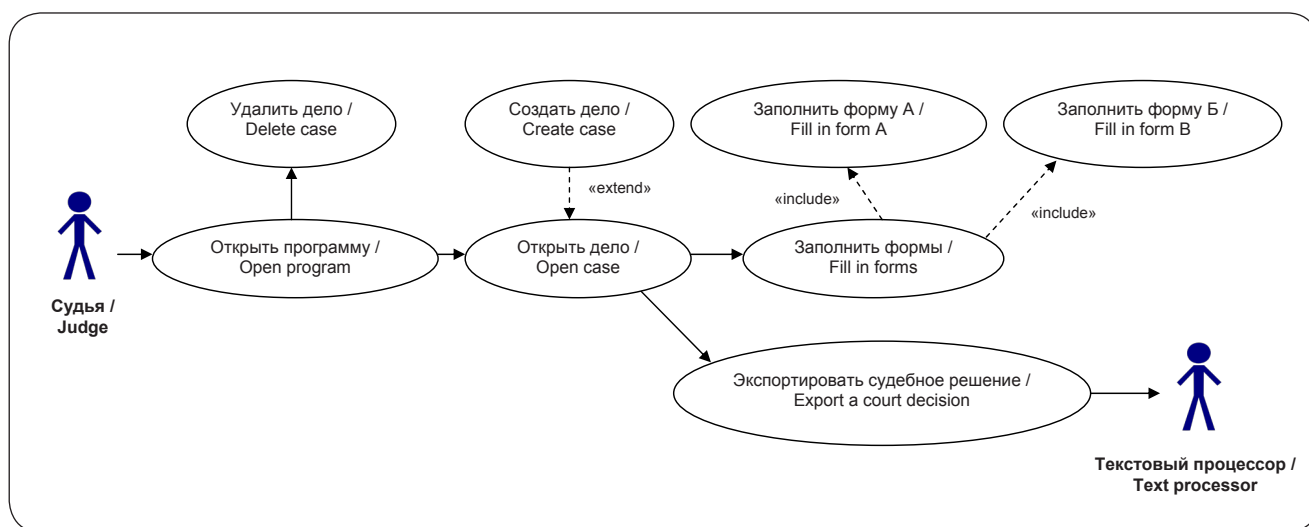 Удалить дело /
Delete case
Создать дело /
Create case
Заполнить форму А /
Fill in form A
Заполнить форму Б /
Fill in form B
«extend»
«include»
«include»
Открыть программу /
Open program
Открыть дело /
Open case
Заполнить формы /
Fill in forms
Судья /
Judge
Экспортировать судебное решение /
Export a court decision
Текстовый процессор /
Text processor